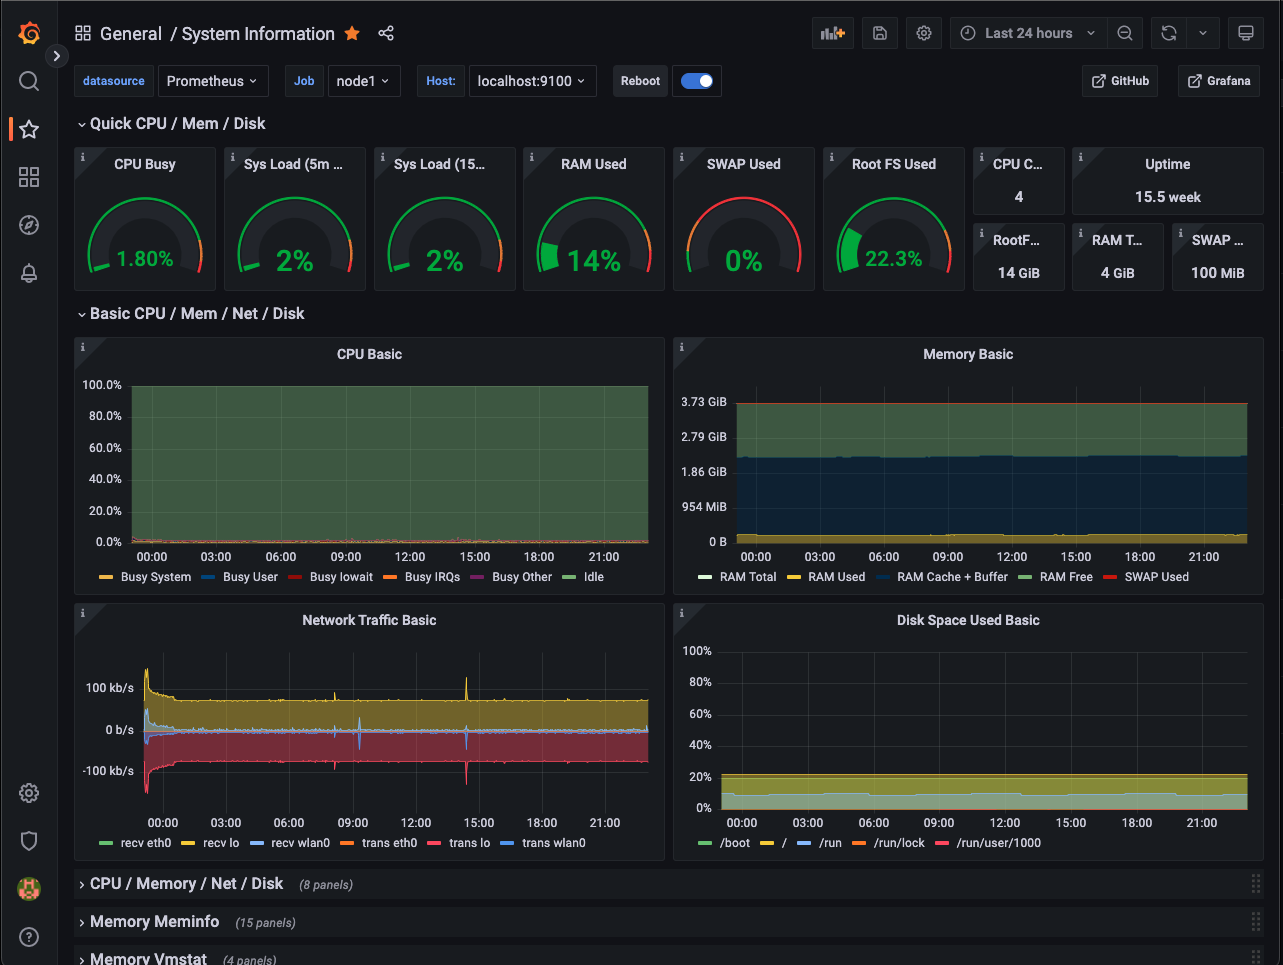 General / System Information
Last 24 hours
datasource Prometheus Job node1 Host: localhost:9100 Reboot GitHub Grafana
Quick CPU / Mem / Disk
CPU Busy
1.80%
Sys Load (5m ...
2%
Sys Load (15...
2%
RAM Used
14%
SWAP Used
0%
Root FS Used
22.3%
CPU C...
4
Uptime
15.5 week
RootF...
14 GiB
RAM T...
4 GiB
SWAP ...
100 MiB
Basic CPU / Mem / Net / Disk
CPU Basic
100.0%
80.0%
60.0%
40.0%
20.0%
0.0%
00:00 03:00 06:00 09:00 12:00 15:00 18:00 21:00
Busy System Busy User Busy Iowait Busy IRQs Busy Other Idle
Memory Basic
3.73 GiB
2.79 GiB
1.86 GiB
954 MiB
0 B
00:00 03:00 06:00 09:00 12:00 15:00 18:00 21:00
RAM Total RAM Used RAM Cache + Buffer RAM Free SWAP Used
Network Traffic Basic
100 kb/s
0 b/s
-100 kb/s
00:00 03:00 06:00 09:00 12:00 15:00 18:00 21:00
recv eth0 recv lo recv wlan0 trans eth0 trans lo trans wlan0
Disk Space Used Basic
100%
80%
60%
40%
20%
0%
00:00 03:00 06:00 09:00 12:00 15:00 18:00 21:00
/boot / /run /run/lock /run/user/1000
CPU / Memory / Net / Disk (8 panels)
Memory Meminfo (15 panels)
Memory Vmstat (4 panels)